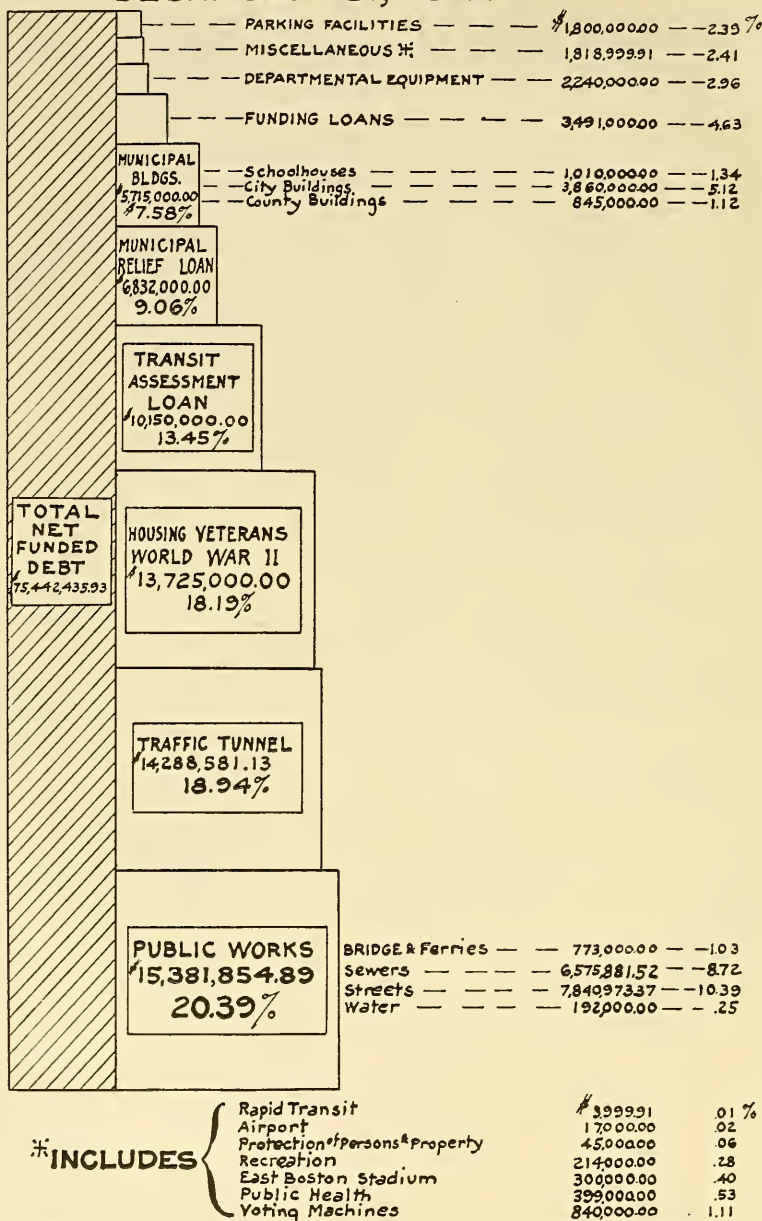 PARKING FACILITIES — — — $1,800,000.00 — — 2.39 %
MISCELLANEOUS ※ — — — 1,818,999.91 — — 2.41
DEPARTMENTAL EQUIPMENT — — 2,240,000.00 — — 2.96
FUNDING LOANS — — — 3,491,000.00 — — 4.63
MUNICIPAL
BLDGS.
$5,715,000.00
7.58%
Schoolhouses — — — 1,010,000.00 — — 1.34
City Buildings — — — 3,860,000.00 — — 5.12
County Buildings — — — 845,000.00 — — 1.12
MUNICIPAL
RELIEF LOAN
$6,832,000.00
9.06%
TRANSIT
ASSESSMENT
LOAN
$10,150,000.00
13.45%
TOTAL
NET
FUNDED
DEBT
$75,442,435.93
HOUSING VETERANS
WORLD WAR II
$13,725,000.00
18.19%
TRAFFIC TUNNEL
$14,288,581.13
18.94%
PUBLIC WORKS
$15,381,854.89
20.39%
BRIDGE & Ferries — — 773,000.00 — — 1.03
Sewers — — — 6,575,881.52 — — 8.72
Streets — — — 7,840,973.37 — — 10.39
Water — — — 192,000.00 — — .25
※INCLUDES
Rapid Transit $3,999.91 .01 %
Airport 17,000.00 .02
Protection of Persons & Property 45,000.00 .06
Recreation 214,000.00 .28
East Boston Stadium 300,000.00 .40
Public Health 399,000.00 .53
Voting Machines 840,000.00 1.11